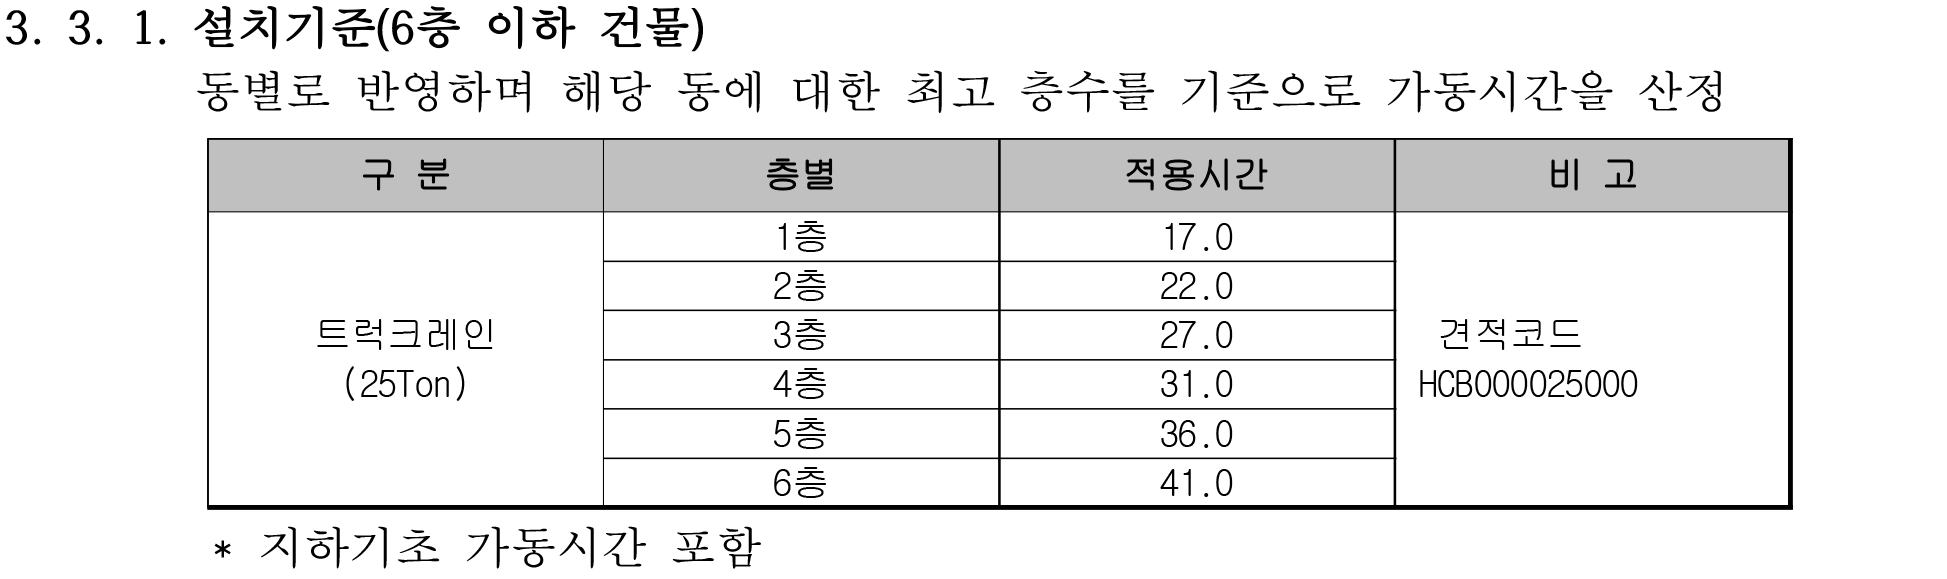 3. 3. 1. 설치기준(6층 이하 건물)
동별로 반영하며 해당 동에 대한 최고 층수를 기준으로 가동시간을 산정
구 분 층별 적용시간 비 고
1층 17.0
2층 22.0
트럭크레인 3층 27.0 견적코드
(25Ton) 4층 31.0 HCB000025000
5층 36.0
6층 41.0
* 지하기초 가동시간 포함